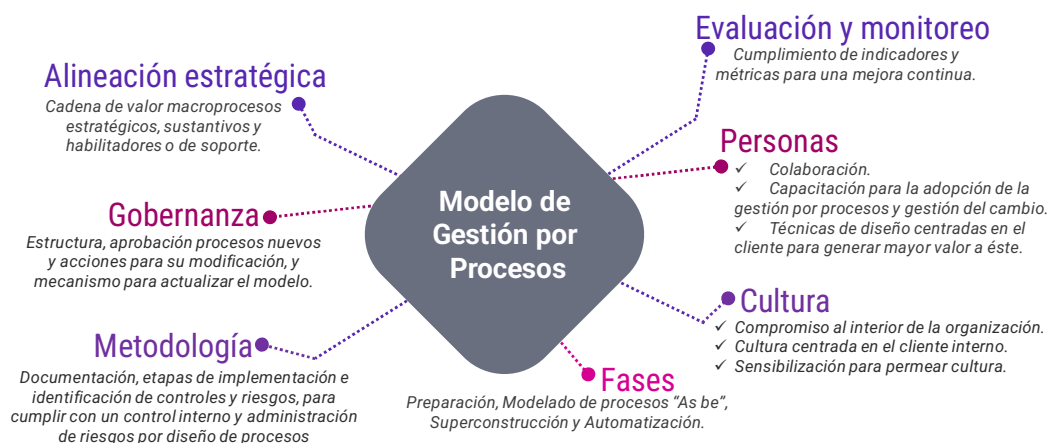 Evaluación y monitoreo
Cumplimiento de indicadores y
métricas para una mejora continua.
Alineación estratégica
Cadena de valor macroprocesos
estratégicos, sustantivos y
habilitadores o de soporte.
Personas
✓ Colaboración.
✓ Capacitación para la adopción de la
gestión por procesos y gestión del cambio.
✓ Técnicas de diseño centradas en el
cliente para generar mayor valor a éste.
Modelo de
Gestión por
Procesos
Gobernanza
Estructura, aprobación procesos nuevos
y acciones para su modificación, y
mecanismo para actualizar el modelo.
Cultura
✓ Compromiso al interior de la organización.
✓ Cultura centrada en el cliente interno.
✓ Sensibilización para permear cultura.
Metodología
Documentación, etapas de implementación e
identificación de controles y riesgos, para
cumplir con un control interno y administración
de riesgos por diseño de procesos
Fases
Preparación, Modelado de procesos “As be”,
Superconstrucción y Automatización.